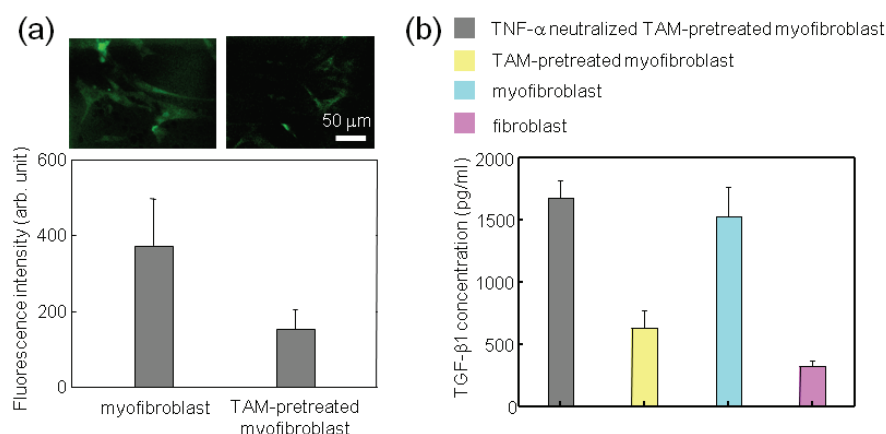 (a)
50 μm
Fluorescence intensity (arb. unit)
600
400
200
0
myofibroblast
TAM-pretreated
myofibroblast
(b)
TNF-α neutralized TAM-pretreated myofibroblast
TAM-pretreated myofibroblast
myofibroblast
fibroblast
TGF-β1 concentration (pg/ml)
2000
1500
1000
500
0